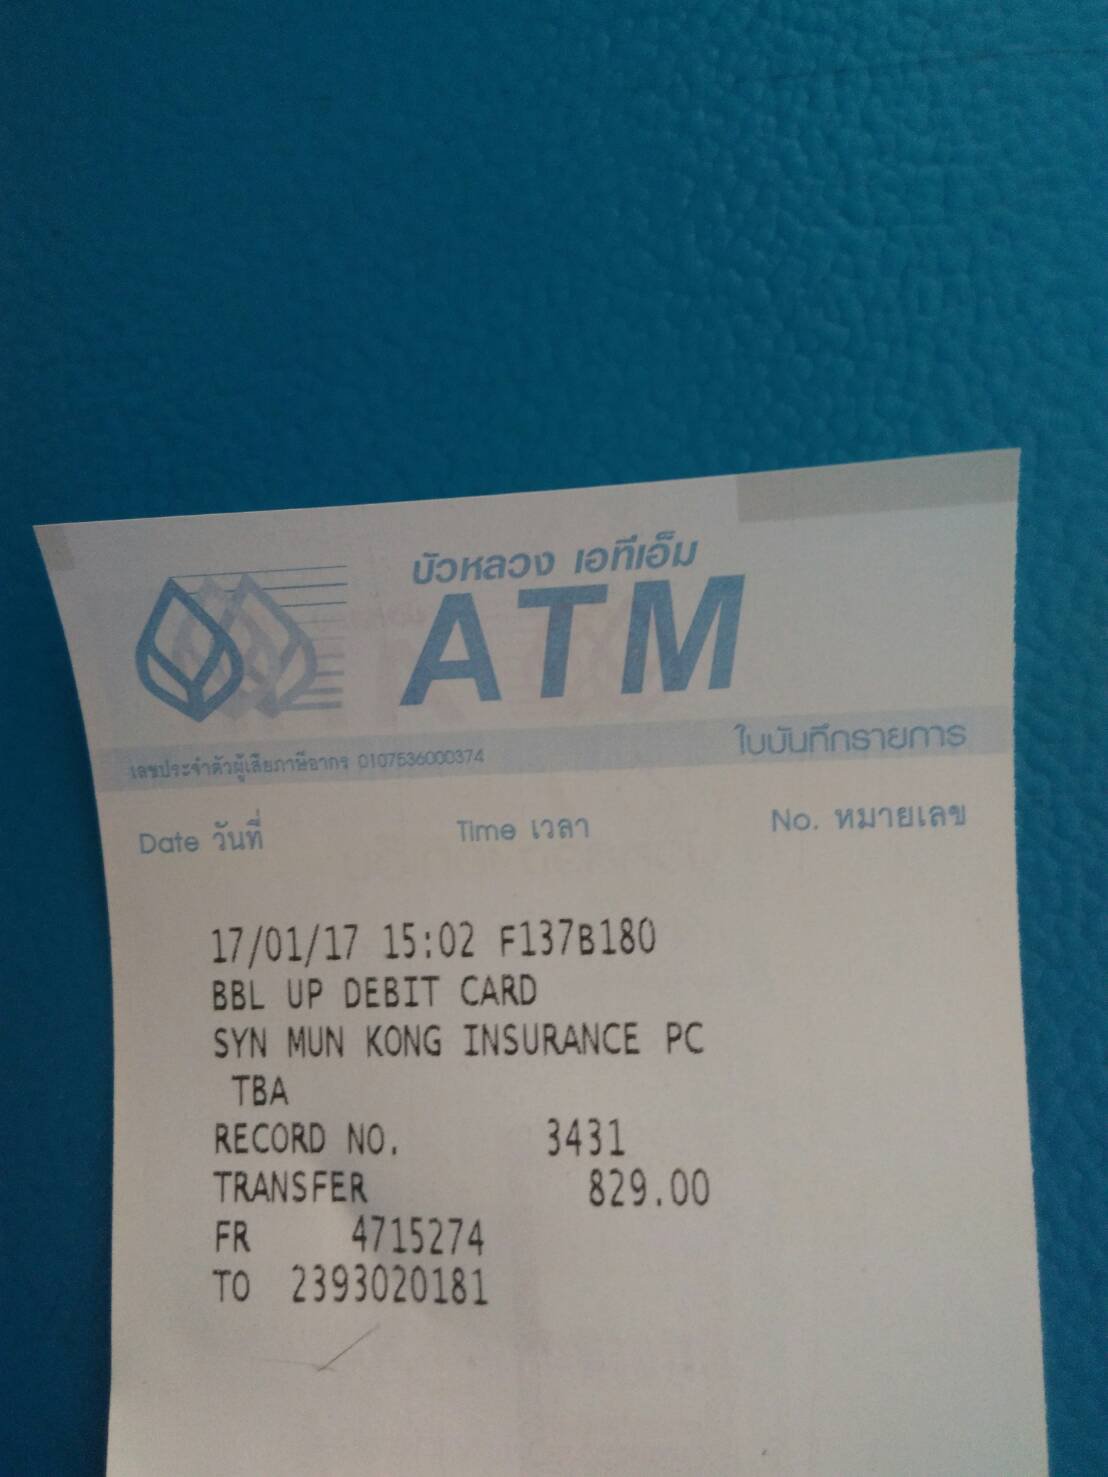 บัวหลวง เอทีเอ็ม
ATM
เลขประจำตัวผู้เสียภาษีอากร 0107536000374
ใบบันทึกรายการ
Date วันที่ Time เวลา No. หมายเลข
17/01/17 15:02 F137B180
BBL UP DEBIT CARD
SYN MUN KONG INSURANCE PC
TBA
RECORD NO. 3431
TRANSFER 829.00
FR 4715274
TO 2393020181